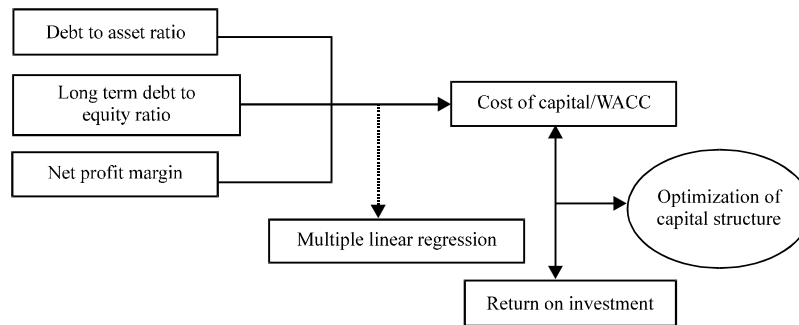 Debt to asset ratio
Long term debt to
equity ratio
Net profit margin
Cost of capital/WACC
Multiple linear regression
Optimization of
capital structure
Return on investment